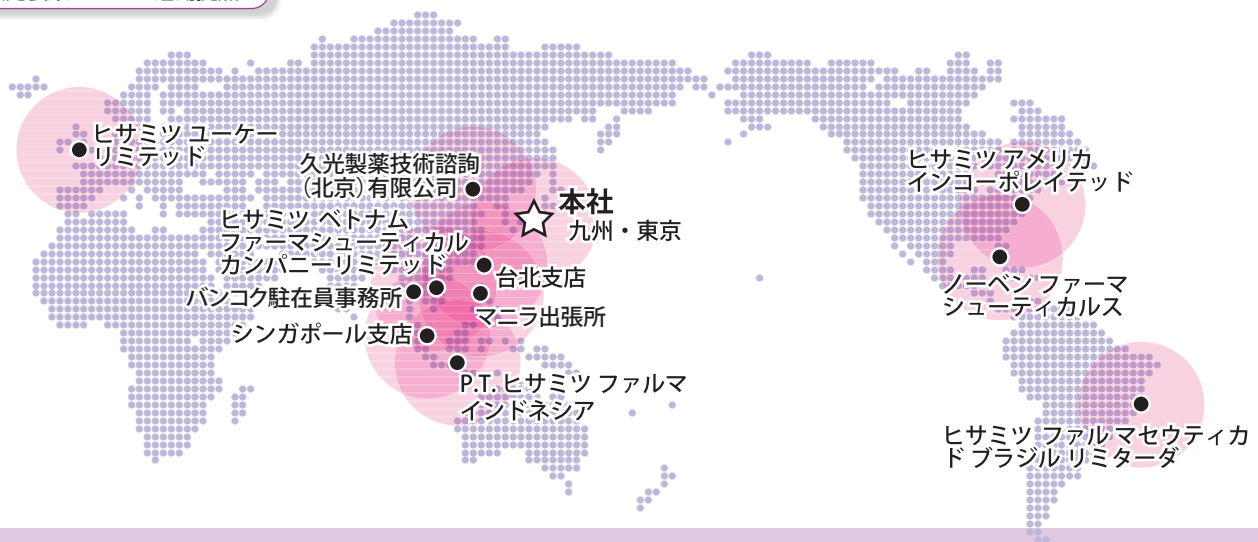 ヒサミツ ユーケー
リミテッド
久光製薬技術諮詢
（北京）有限公司
本社
九州・東京
ヒサミツ ベトナム
ファーマシューティカル
カンパニーリミテッド
台北支店
バンコク駐在員事務所
マニラ出張所
シンガポール支店
P.T. ヒサミツ ファルマ
インドネシア
ヒサミツ アメリカ
インコーポレイテッド
ノーベン ファーマ
シューティカルス
ヒサミツ ファル マセウティカ
ド ブラジル リミターダ